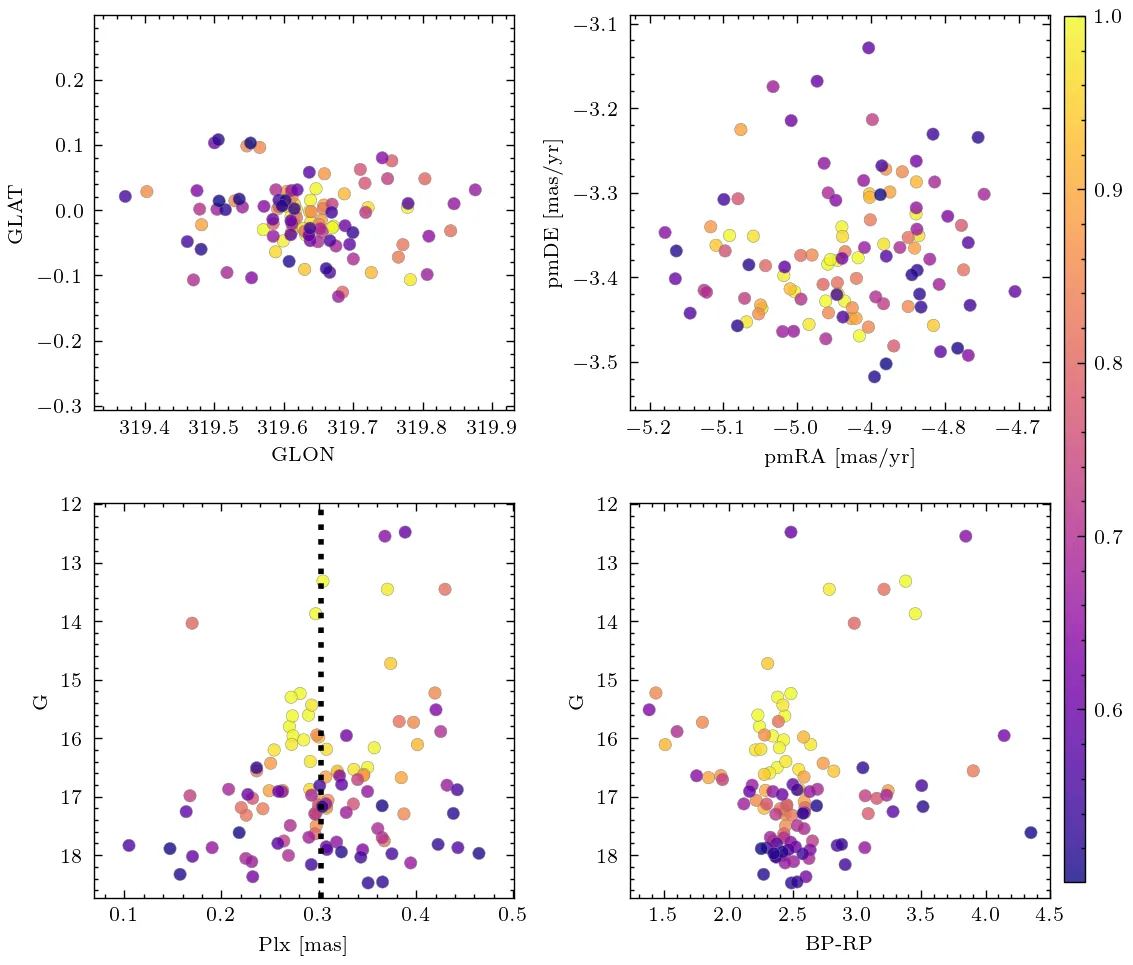 GLAT
0.2
0.1
0.0
−0.1
−0.2
−0.3
319.4 319.5 319.6 319.7 319.8 319.9
GLON
pmDE [mas/yr]
−3.1
−3.2
−3.3
−3.4
−3.5
−5.2 −5.1 −5.0 −4.9 −4.8 −4.7
pmRA [mas/yr]
1.0
0.9
0.8
0.7
0.6
G
12
13
14
15
16
17
18
0.1 0.2 0.3 0.4 0.5
Plx [mas]
G
12
13
14
15
16
17
18
1.5 2.0 2.5 3.0 3.5 4.0 4.5
BP-RP